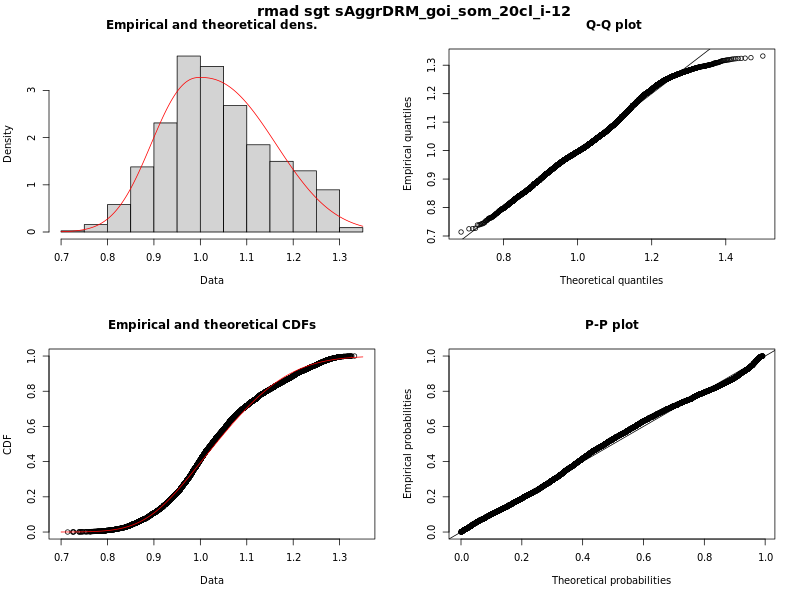 rmad sgt sAggrDRM_goi_som_20cl_i-12
Empirical and theoretical dens.
Density
0 1 2 3
0.7 0.8 0.9 1.0 1.1 1.2 1.3
Data
Q-Q plot
Empirical quantiles
0.7 0.8 0.9 1.0 1.1 1.2 1.3
0.8 1.0 1.2 1.4
Theoretical quantiles
Empirical and theoretical CDFs
CDF
0.0 0.2 0.4 0.6 0.8 1.0
0.7 0.8 0.9 1.0 1.1 1.2 1.3
Data
P-P plot
Empirical probabilities
0.0 0.2 0.4 0.6 0.8 1.0
0.0 0.2 0.4 0.6 0.8 1.0
Theoretical probabilities